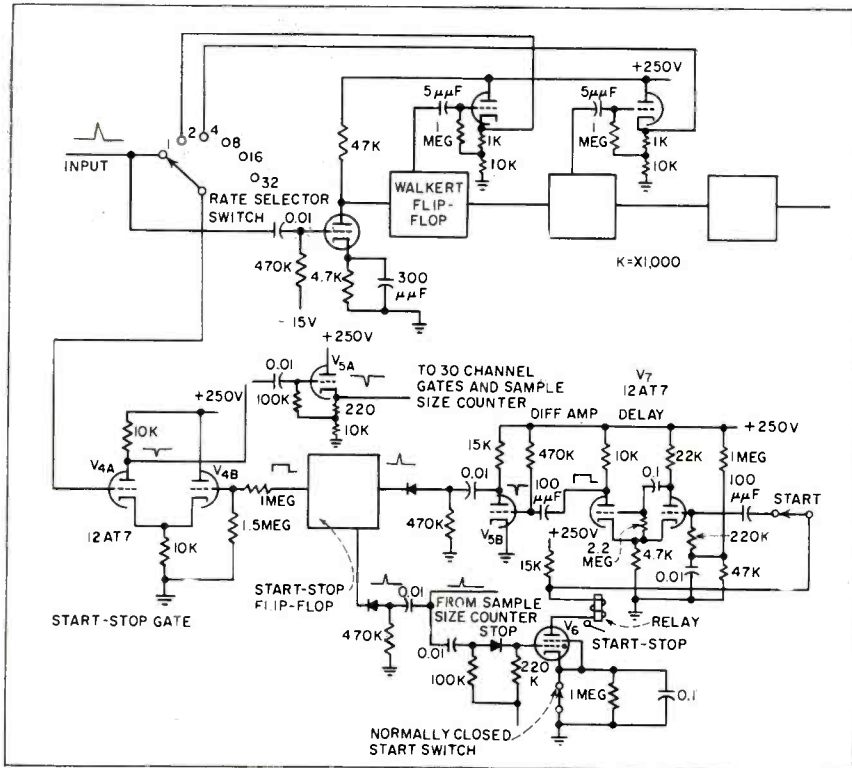 +250V
5μμF
5μμF
1
2
4
8
16
32
1
MEG
1K
10K
1
MEG
1K
10K
47K
INPUT
RATE SELECTOR
SWITCH
WALKERT
FLIP-
FLOP
0.01
470K
4.7K
300
μμF
K=X1,000
- 15V
+250V
V5A
0.01
100K
220
10K
TO 30 CHANNEL
GATES AND SAMPLE
SIZE COUNTER
V7
12AT7
DIFF AMP
DELAY
+250V
+250V
10K
V4A
V4B
12AT7
10K
1MEG
1.5MEG
START-STOP GATE
START-STOP
FLIP-FLOP
470K
0.01
15K
470K
V5B
100
μμF
10K
22K
0.1
1MEG
100
μμF
START
220K
2.2
MEG
4.7K
0.01
47K
+250V
15K
RELAY
START-STOP
470K
0.01
FROM SAMPLE
SIZE COUNTER
STOP
0.01
100K
220
K
V6
1MEG
0.1
NORMALLY CLOSED
START SWITCH